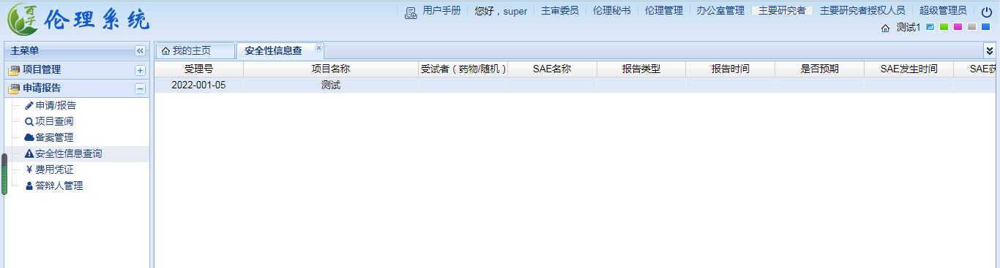 百奥 伦理系统
用户手册 您好，super 主审委员 伦理秘书 伦理管理 办公室管理 主要研究者 主要研究者授权人员 超级管理员
测试1
主菜单
我的主页 安全性信息查
项目管理
申请报告
申请/报告
项目查阅
备案管理
安全性信息查询
费用凭证
答辩人管理
受理号 项目名称 受试者（药物/随机） SAE名称 报告类型 报告时间 是否预期 SAE发生时间 SAE获
2022-001-05 测试